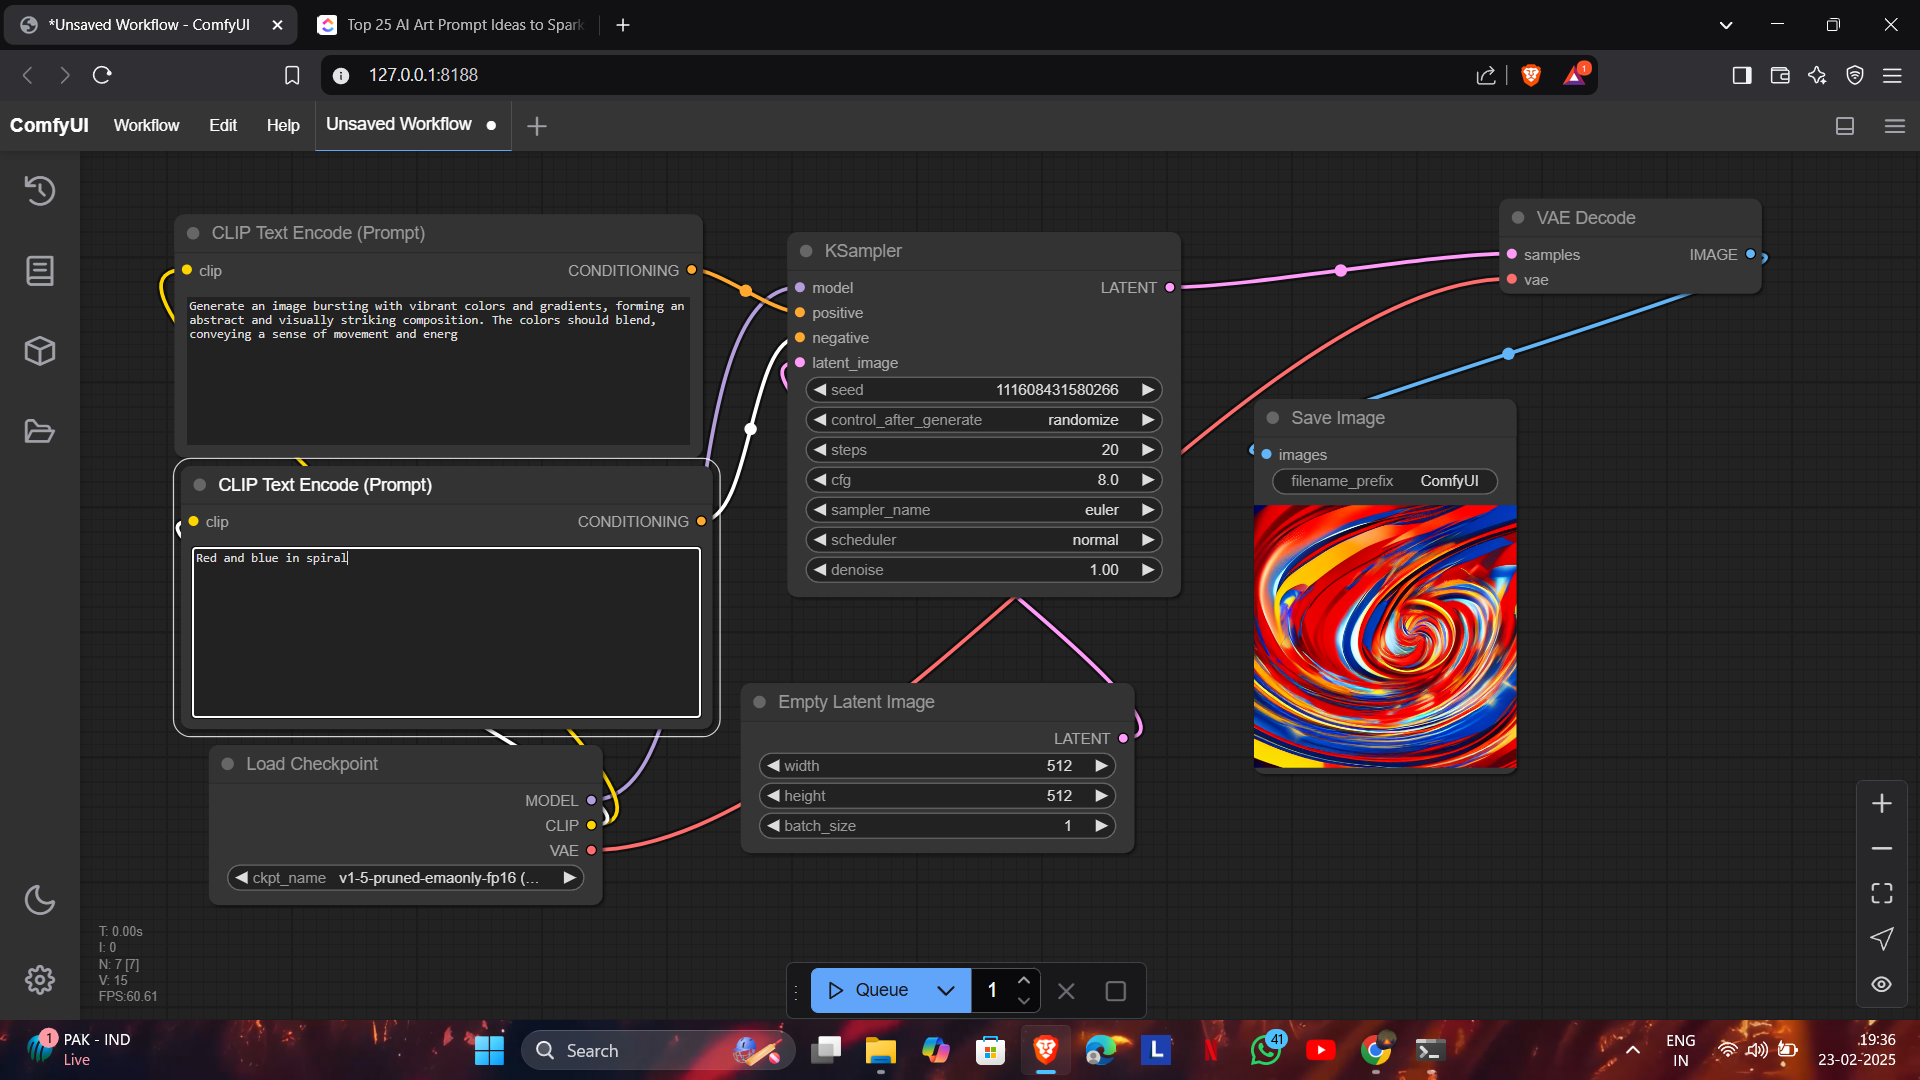 *Unsaved Workflow - ComfyUI
Top 25 AI Art Prompt Ideas to Spark
127.0.0.1:8188
1
ComfyUI
Workflow
Edit
Help
Unsaved Workflow
CLIP Text Encode (Prompt)
clip
CONDITIONING
Generate an image bursting with vibrant colors and gradients, forming an
abstract and visually striking composition. The colors should blend,
conveying a sense of movement and energ
CLIP Text Encode (Prompt)
clip
CONDITIONING
Red and blue in spiral
Load Checkpoint
MODEL
CLIP
VAE
ckpt_name v1-5-pruned-emaonly-fp16 (...
KSampler
model
LATENT
positive
negative
latent_image
seed 111608431580266
control_after_generate randomize
steps 20
cfg 8.0
sampler_name euler
scheduler normal
denoise 1.00
Empty Latent Image
LATENT
width 512
height 512
batch_size 1
VAE Decode
samples
IMAGE
vae
Save Image
images
filename_prefix ComfyUI
T: 0.00s
I: 0
N: 7 [7]
V: 15
FPS:60.61
Queue
1
1
PAK - IND
Live
Search
L
N
41
ENG
IN
19:36
23-02-2025